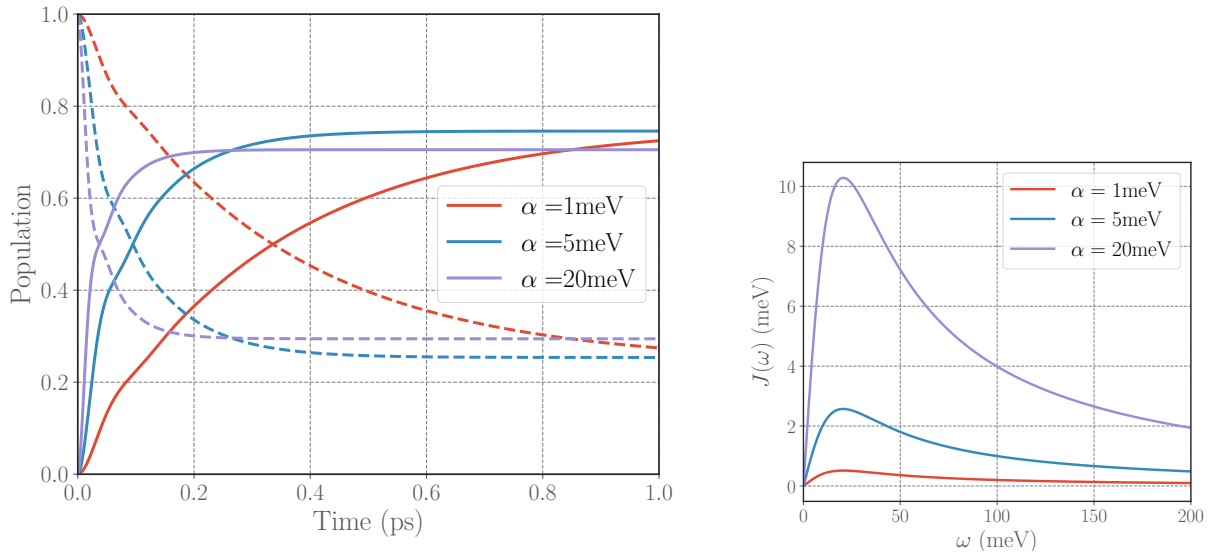 1.0
0.8
0.6
0.4
0.2
0.0
Population
0.0 0.2 0.4 0.6 0.8 1.0
Time (ps)
α =1meV
α =5meV
α =20meV
10
8
6
4
2
0
J(ω) (meV)
0 50 100 150 200
ω (meV)
α = 1meV
α = 5meV
α = 20meV